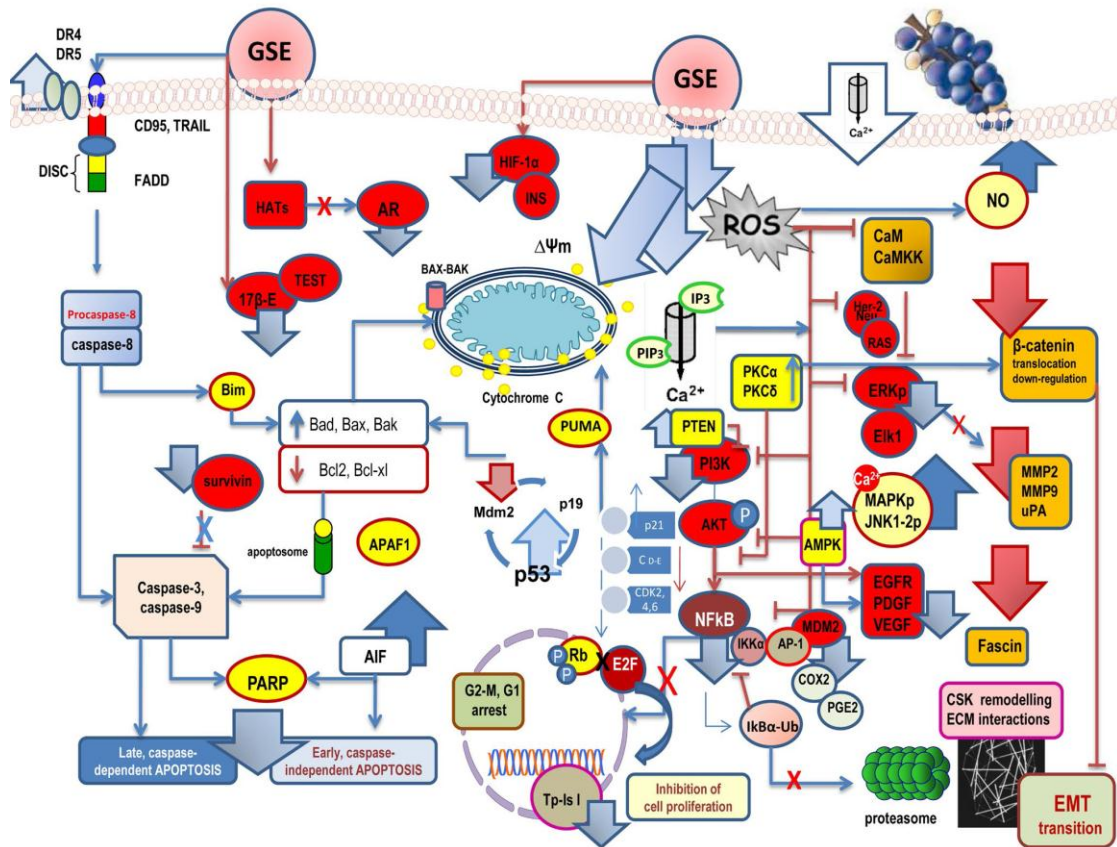 DR4
DR5
GSE
CD95, TRAIL
DISC
FADD
HATs
X
AR
17β-E
TEST
HIF-1α
INS
GSE
Ca²⁺
ROS
NO
CaM
CaMKK
Her-2
Neu
RAS
ΔΨm
BAX-BAK
Cytochrome C
IP3
PIP₃
Ca²⁺
PKCα
PKCδ
β-catenin
translocation
down-regulation
ERKp
Elk1
X
MMP2
MMP9
uPA
Procaspase-8
caspase-8
Bim
Bad, Bax, Bak
Bcl2, Bcl-xl
PUMA
PTEN
PI3K
survivin
X
Mdm2
p19
p53
p21
C D-E
CDK2,
4,6
AKT
P
Ca²⁺
MAPKp
JNK1-2p
AMPK
apoptosome
APAF1
Caspase-3,
caspase-9
NFkB
IKKα
AP-1
MDM2
EGFR
PDGF
VEGF
Fascin
COX2
PGE2
AIF
PARP
P
P
Rb
X
E2F
X
G2-M, G1
arrest
IkBα-Ub
X
CSK remodelling
ECM interactions
Late, caspase-
dependent APOPTOSIS
Early, caspase-
independent APOPTOSIS
Tp-Is I
Inhibition of
cell proliferation
proteasome
EMT
transition